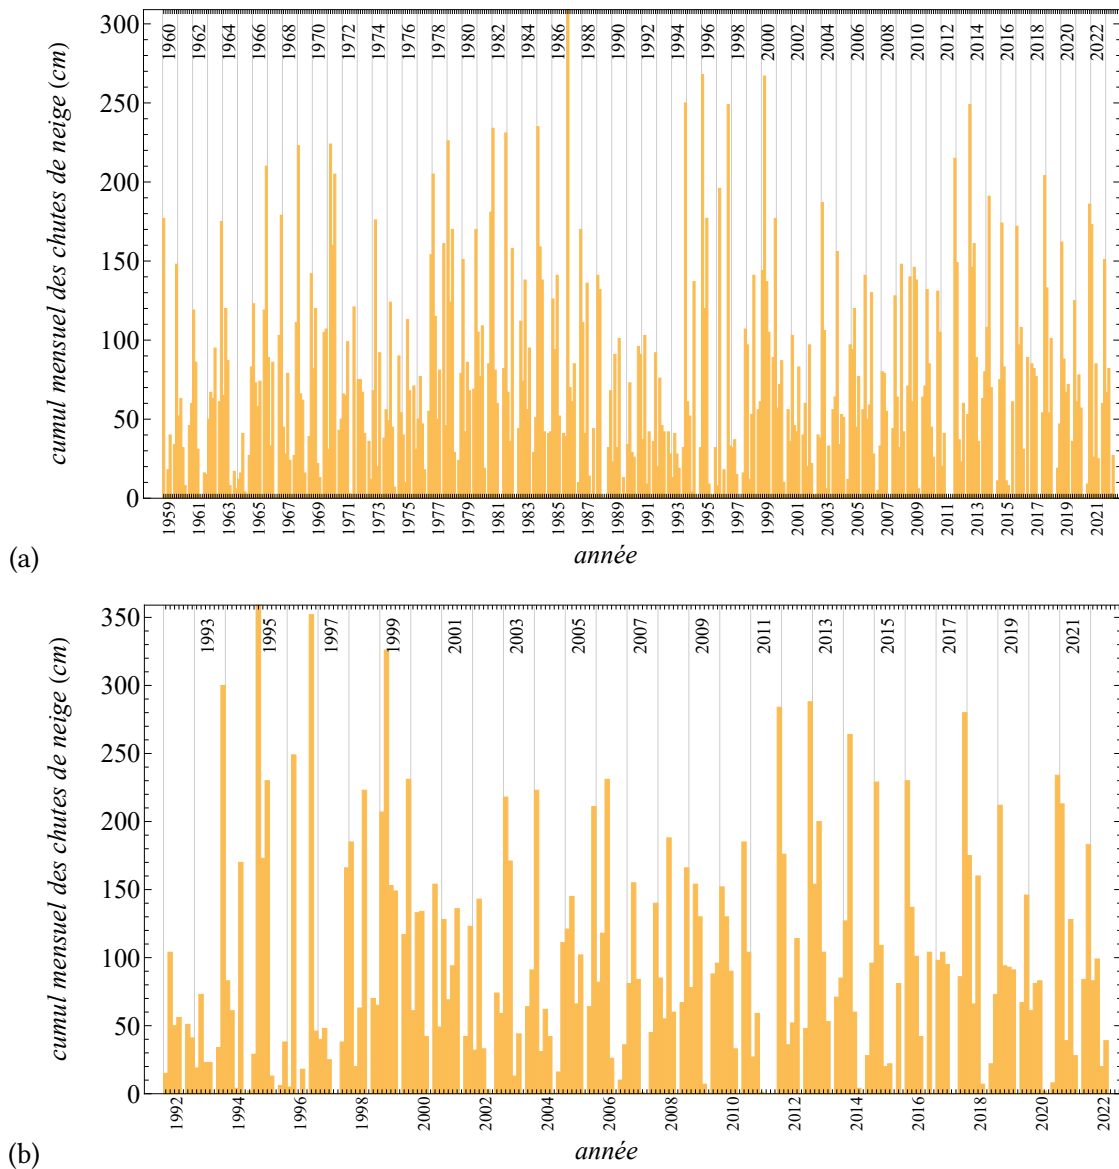 300
250
200
150
100
50
0
cumul mensuel des chutes de neige (cm)
1960 1962 1964 1966 1968 1970 1972 1974 1976 1978 1980 1982 1984 1986 1988 1990 1992 1994 1996 1998 2000 2002 2004 2006 2008 2010 2012 2014 2016 2018 2020 2022
1959 1961 1963 1965 1967 1969 1971 1973 1975 1977 1979 1981 1983 1985 1987 1989 1991 1993 1995 1997 1999 2001 2003 2005 2007 2009 2011 2013 2015 2017 2019 2021
année
(a)
350
300
250
200
150
100
50
0
cumul mensuel des chutes de neige (cm)
1993 1995 1997 1999 2001 2003 2005 2007 2009 2011 2013 2015 2017 2019 2021
1992 1994 1996 1998 2000 2002 2004 2006 2008 2010 2012 2014 2016 2018 2020 2022
année
(b)